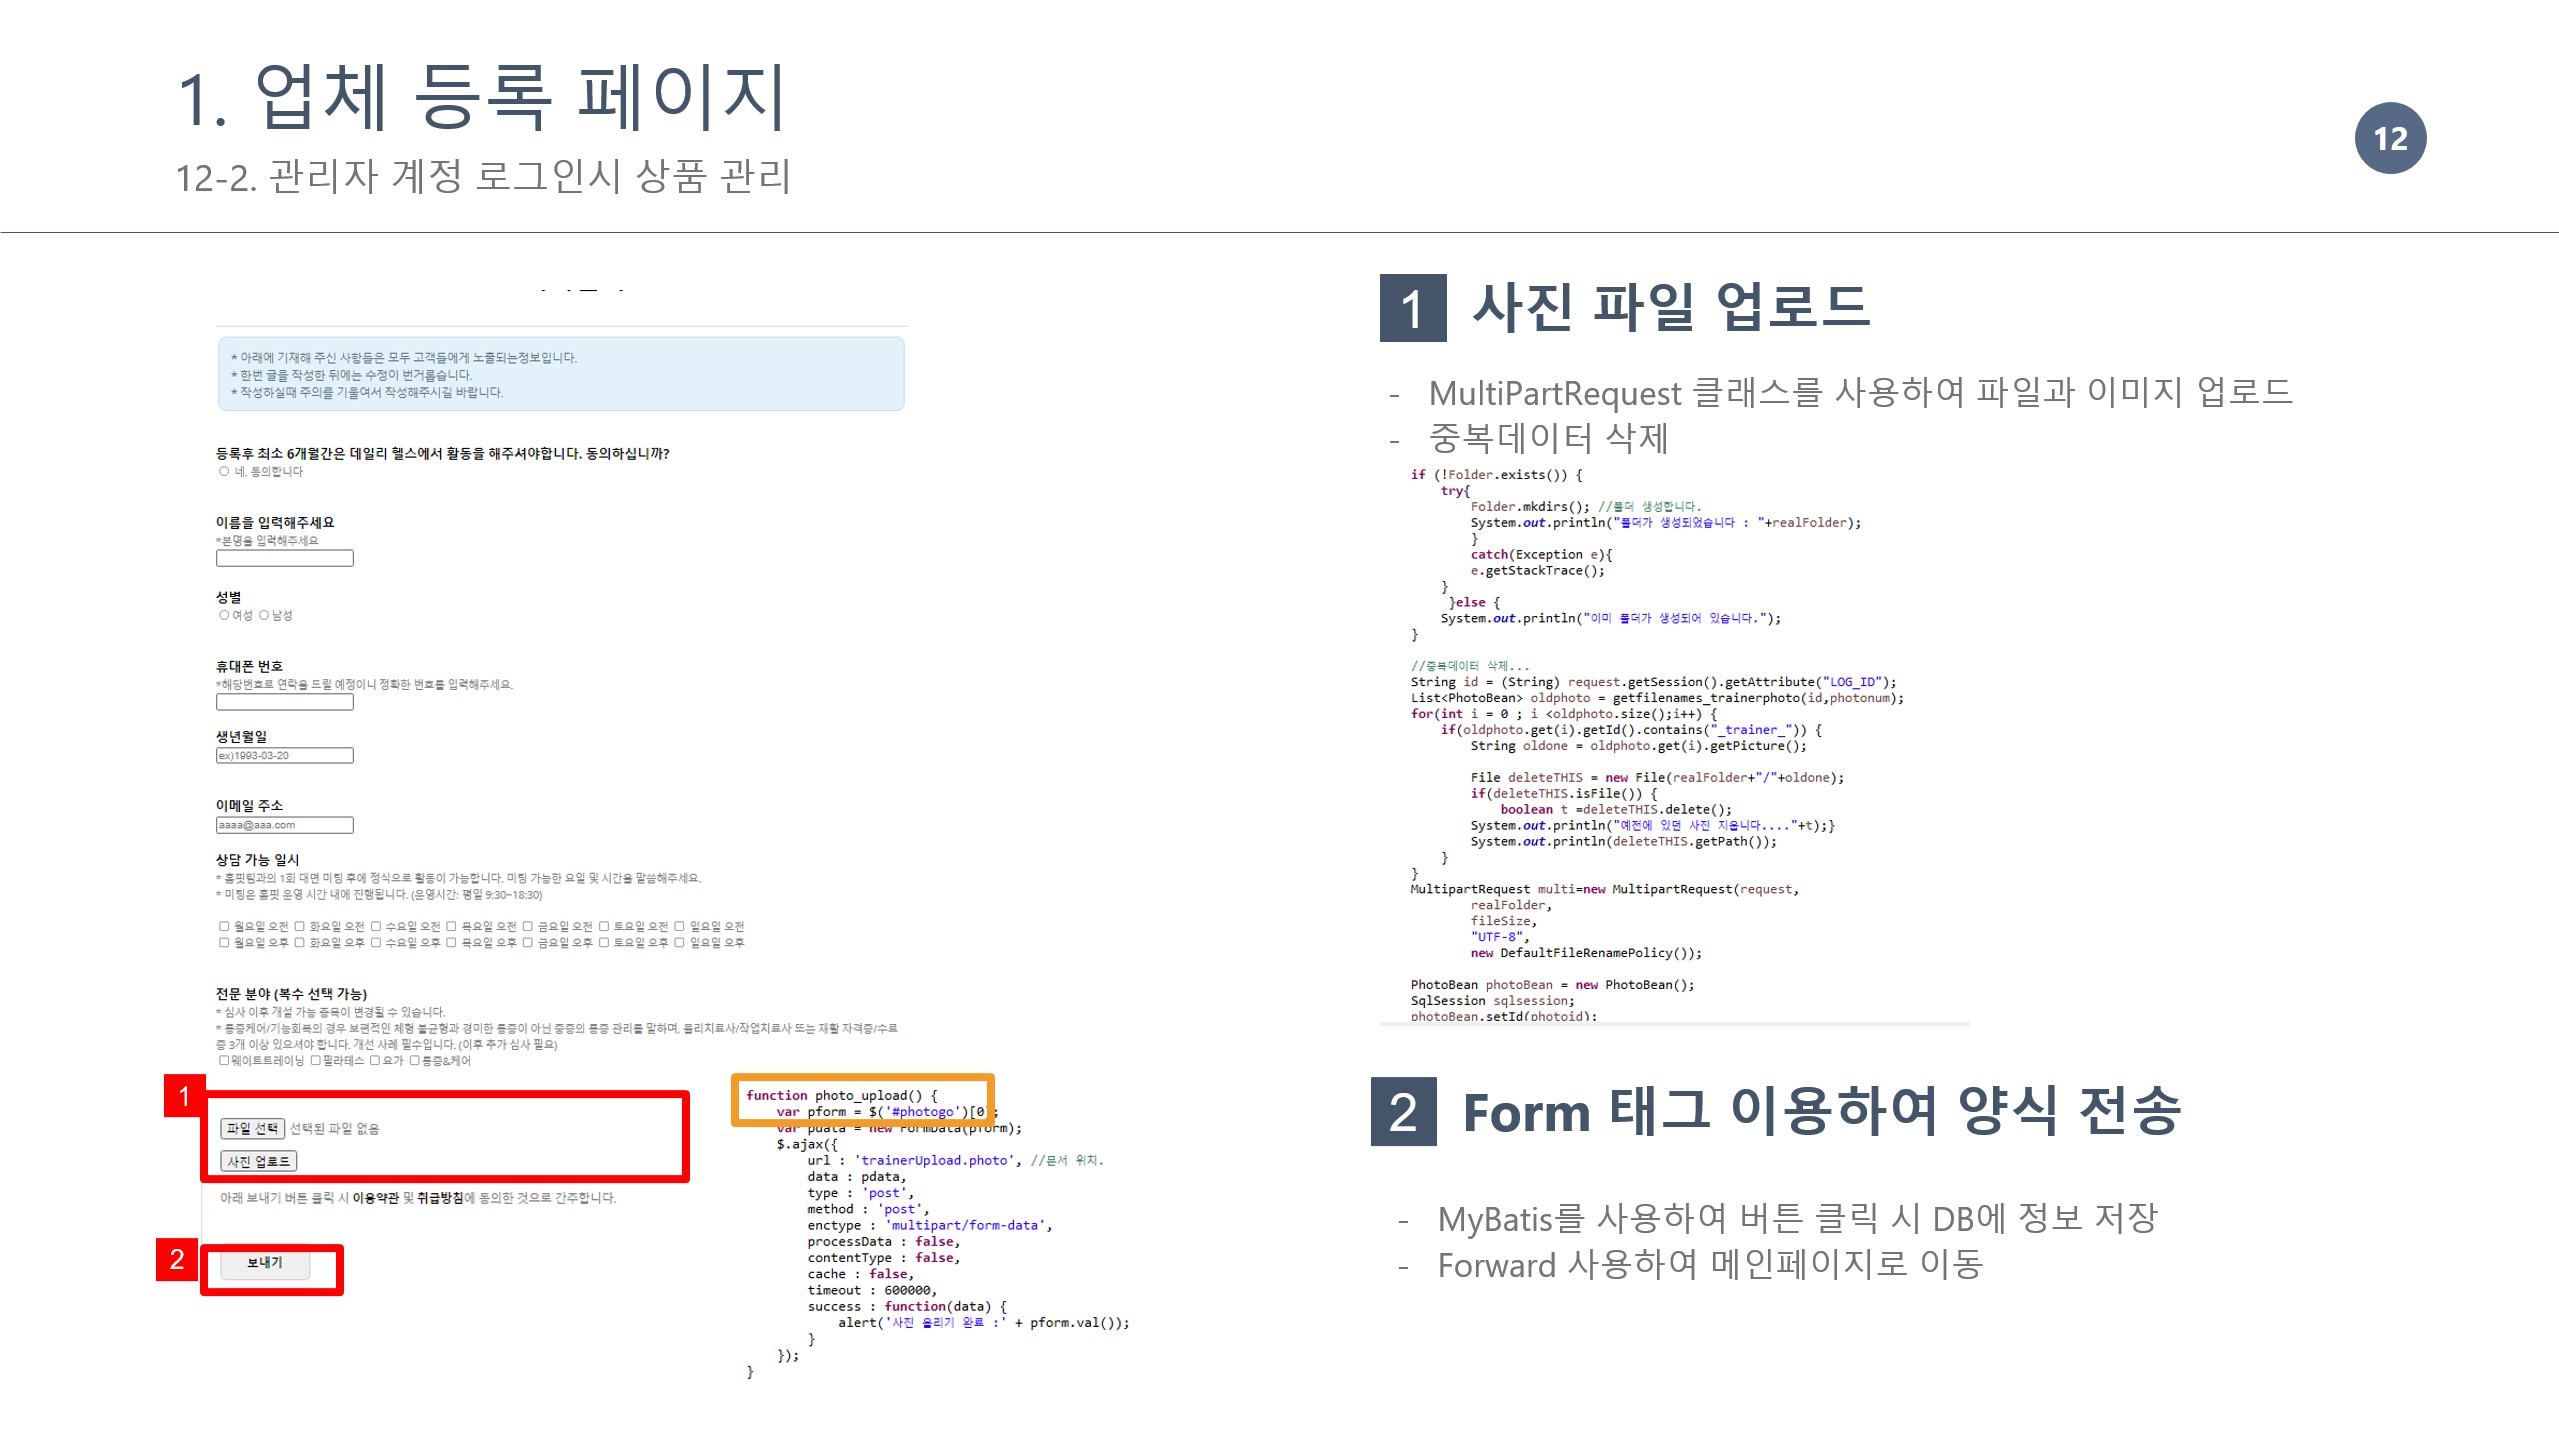 1. 업체 등록 페이지
12-2. 관리자 계정 로그인시 상품 관리
12
* 아래에 기재해 주신 사항들은 모두 고객들에게 노출되는정보입니다.
* 한번 글을 작성한 뒤에는 수정이 번거롭습니다.
* 작성하실때 주의를 기울여서 작성해주시길 바랍니다.
등록후 최소 6개월간은 데일리 헬스에서 활동을 해주셔야합니다. 동의하십니까?
네, 동의합니다
이름을 입력해주세요
*본명을 입력해주세요
성별
여성 남성
휴대폰 번호
*해당번호로 연락을 드릴 예정이니 정확한 번호를 입력해주세요.
생년월일
ex)1993-03-20
이메일 주소
aaaa@aaa.com
상담 가능 일시
* 홈핏팀과의 1회 대면 미팅 후에 정식으로 활동이 가능합니다. 미팅 가능한 요일 및 시간을 말씀해주세요.
* 미팅은 홈핏 운영 시간 내에 진행됩니다. (운영시간: 평일 9:30~18:30)
월요일 오전 화요일 오전 수요일 오전 목요일 오전 금요일 오전 토요일 오전 일요일 오전
월요일 오후 화요일 오후 수요일 오후 목요일 오후 금요일 오후 토요일 오후 일요일 오후
전문 분야 (복수 선택 가능)
* 심사 이후 개설 가능 종목이 변경될 수 있습니다.
* 통증케어/기능회복의 경우 보편적인 체형 불균형과 경미한 통증이 아닌 중증의 통증 관리를 말하며, 물리치료사/작업치료사 또는 재활 자격증/수료
증 3개 이상 있으셔야 합니다. 개선 사례 필수입니다. (이후 추가 심사 필요)
웨이트트레이닝 필라테스 요가 통증&케어
1
파일 선택 선택된 파일 없음
사진 업로드
아래 보내기 버튼 클릭 시 이용약관 및 취급방침에 동의한 것으로 간주합니다.
2
보내기
function photo_upload() {
var pform = $('#photogo')[0];
var pdata = new FormData(pform);
$.ajax({
url : 'trainerUpload.photo', //문서 위치.
data : pdata,
type : 'post',
method : 'post',
enctype : 'multipart/form-data',
processData : false,
contentType : false,
cache : false,
timeout : 600000,
success : function(data) {
alert('사진 올리기 완료 :' + pform.val());
}
});
}
1 사진 파일 업로드
- MultiPartRequest 클래스를 사용하여 파일과 이미지 업로드
- 중복데이터 삭제
if (!Folder.exists()) {
try{
Folder.mkdirs(); //폴더 생성합니다.
System.out.println("폴더가 생성되었습니다 : "+realFolder);
}
catch(Exception e){
e.getStackTrace();
}
}else {
System.out.println("이미 폴더가 생성되어 있습니다.");
}
//중복데이터 삭제...
String id = (String) request.getSession().getAttribute("LOG_ID");
List<PhotoBean> oldphoto = getfilenames_trainerphoto(id,photonum);
for(int i = 0 ; i <oldphoto.size();i++) {
if(oldphoto.get(i).getId().contains("_trainer_")) {
String oldone = oldphoto.get(i).getPicture();
File deleteTHIS = new File(realFolder+"/"+oldone);
if(deleteTHIS.isFile()) {
boolean t =deleteTHIS.delete();
System.out.println("예전에 있던 사진 지웁니다...."+t);}
System.out.println(deleteTHIS.getPath());
}
}
MultipartRequest multi=new MultipartRequest(request,
realFolder,
fileSize,
"UTF-8",
new DefaultFileRenamePolicy());
PhotoBean photoBean = new PhotoBean();
SqlSession sqlsession;
photoBean.setId(photoid);
2 Form 태그 이용하여 양식 전송
- MyBatis를 사용하여 버튼 클릭 시 DB에 정보 저장
- Forward 사용하여 메인페이지로 이동